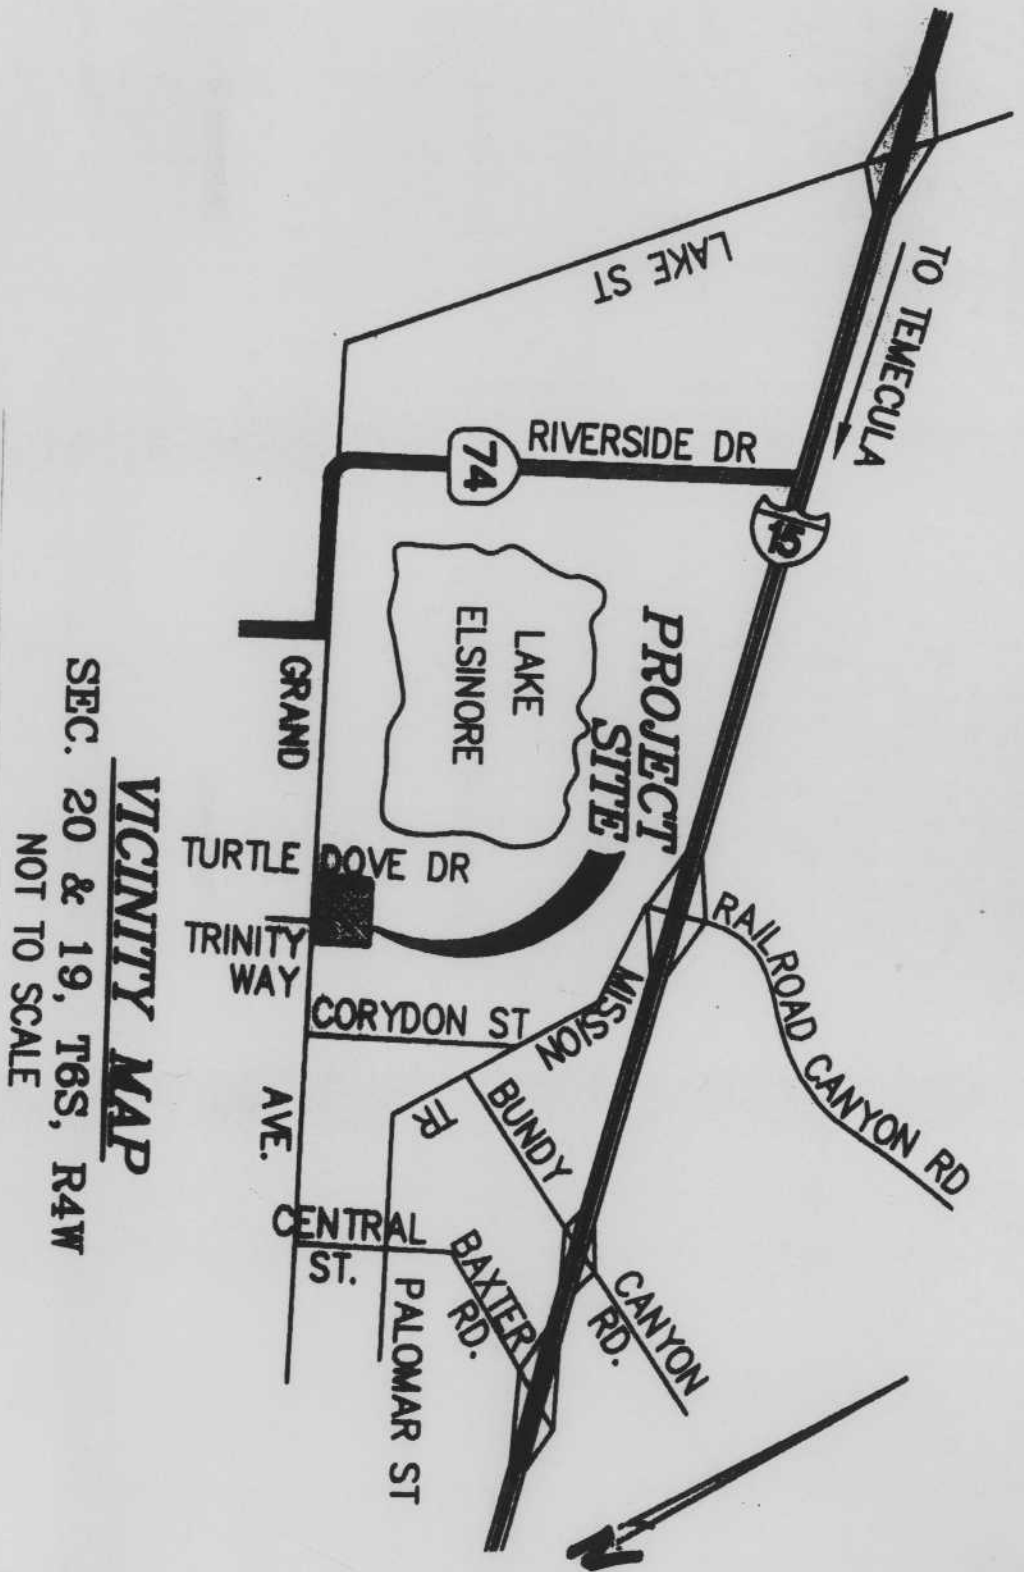 TO TEMECULA
LAKE ST
RIVERSIDE DR
74
15
LAKE
ELSINORE
PROJECT
SITE
RAILROAD CANYON RD
MISSION
TR
BUNDY
CANYON
RD.
GRAND
AVE.
TURTLE DOVE DR
TRINITY
WAY
CORYDON ST
CENTRAL
ST.
BAXTER
RD.
PALOMAR ST
N
VICINITY MAP
SEC. 20 & 19, T6S, R4W
NOT TO SCALE